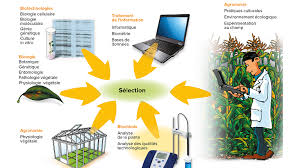 Biotechnologies
Biologie cellulaire
Biologie moléculaire
Génie
génétique
Culture
in vitro
Traitement
de l'information
Informatique
Biométrie
Bases de
données
Agronomie
Pratiques culturales
Environnement écologique
Expérimentation
au champ
Biologie
Botanique
Génétique
Entomologie
Pathologie végétale
Physiologie végétale
Sélection
Agronomie
Physiologie
végétale
Biochimie
Analyse
de la plante
Analyse des qualités
technologiques